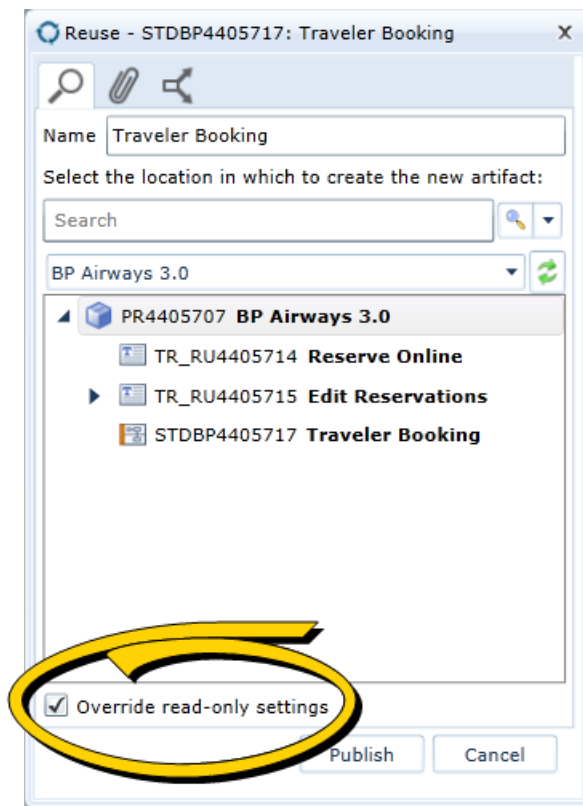 Reuse - STDBP4405717: Traveler Booking X
Name Traveler Booking
Select the location in which to create the new artifact:
Search
BP Airways 3.0
PR4405707 BP Airways 3.0
TR_RU4405714 Reserve Online
TR_RU4405715 Edit Reservations
STDBP4405717 Traveler Booking
Override read-only settings
Publish Cancel